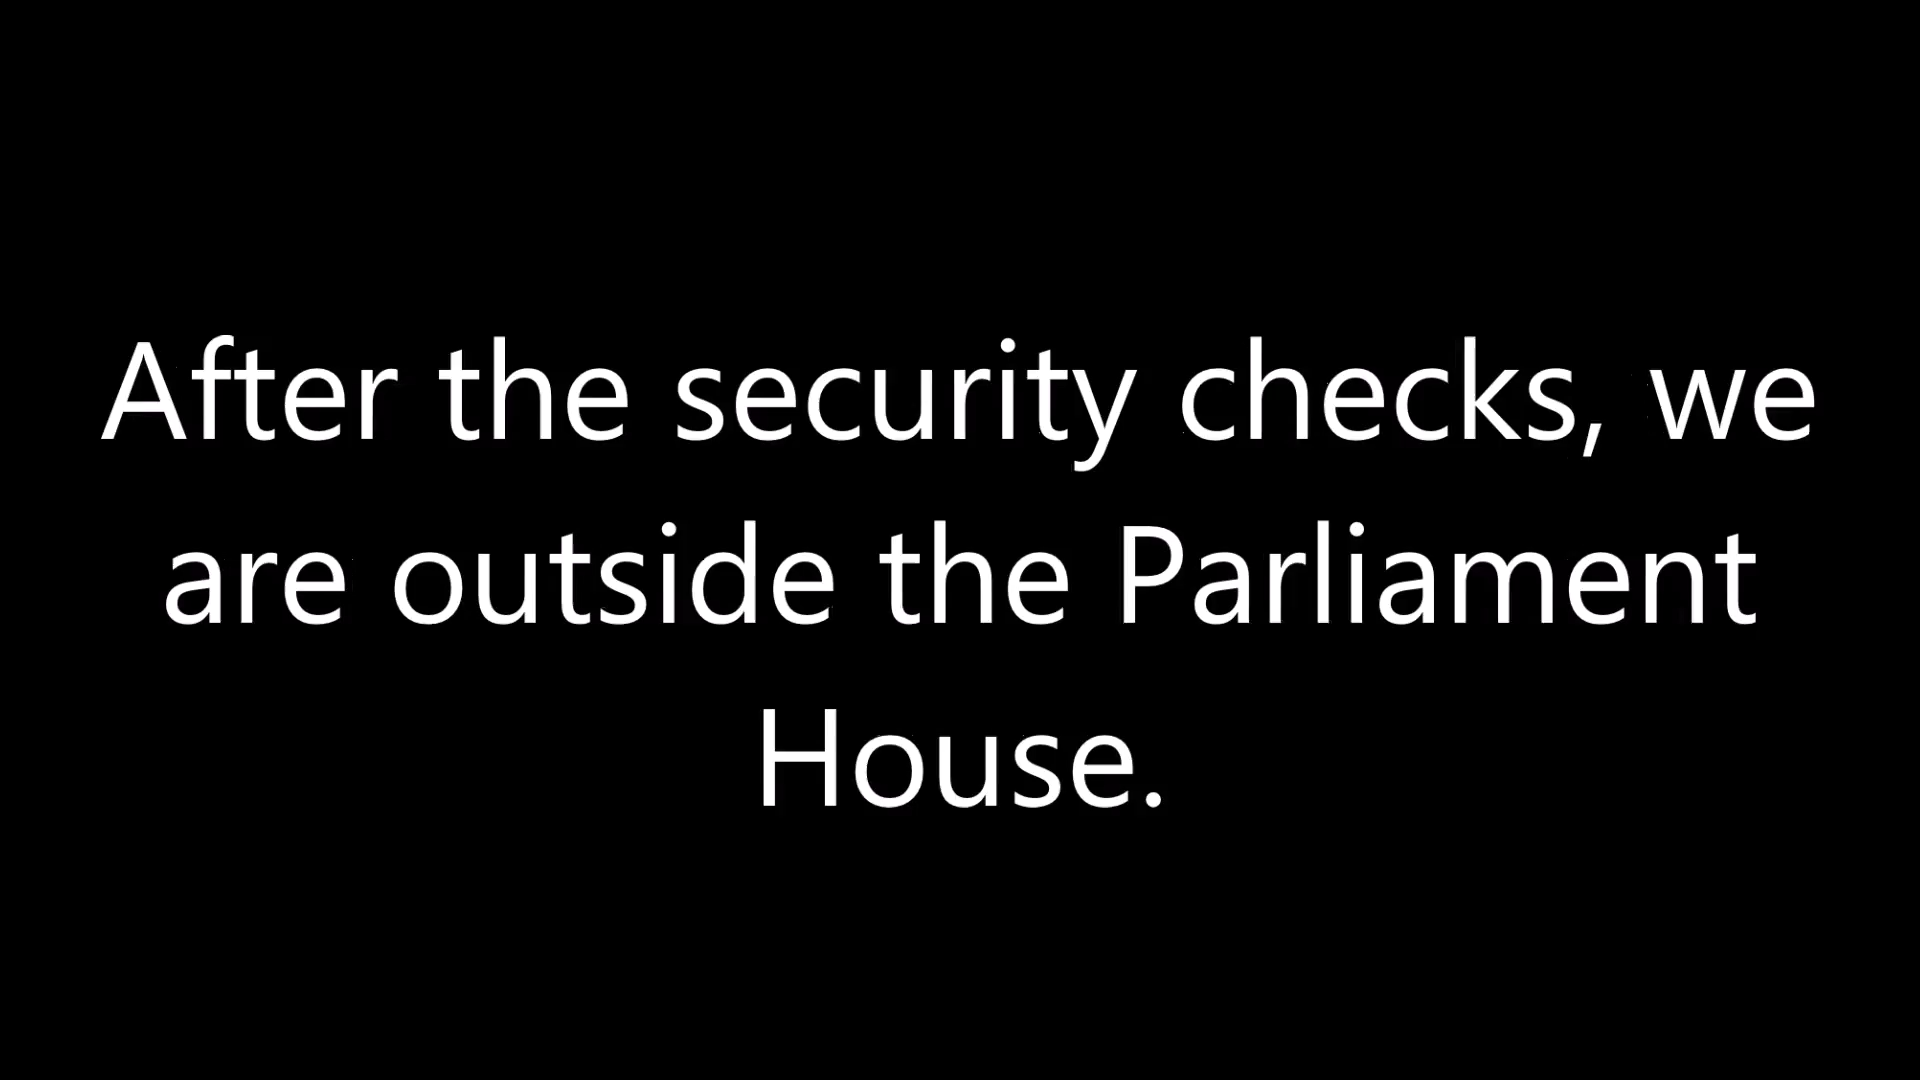 After the security checks, we
are outside the Parliament
House.